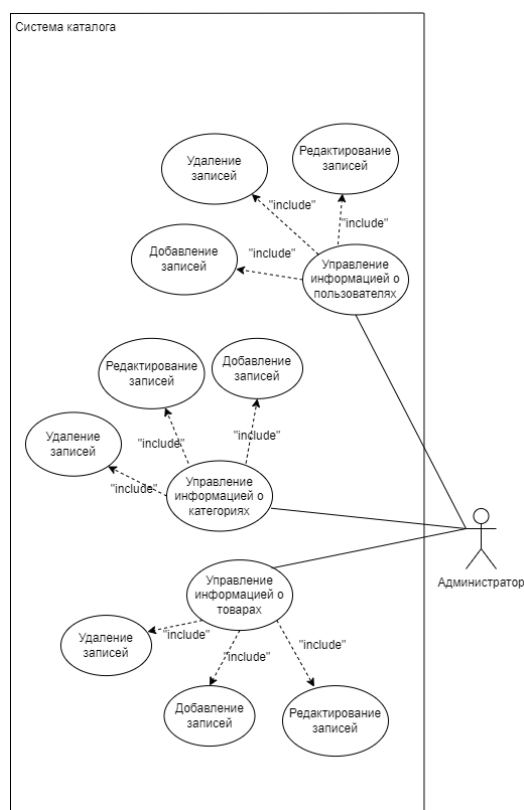 Система каталога
Редактирование
записей
Удаление
записей
"include"
"include"
Добавление
записей
"include"
Управление
информацией о
пользователях
Добавление
записей
Редактирование
записей
Удаление
записей
"include"
"include"
"include"
Управление
информацией о
категориях
Администратор
Управление
информацией о
товарах
Удаление
записей
"include"
"include"
"include"
Добавление
записей
Редактирование
записей